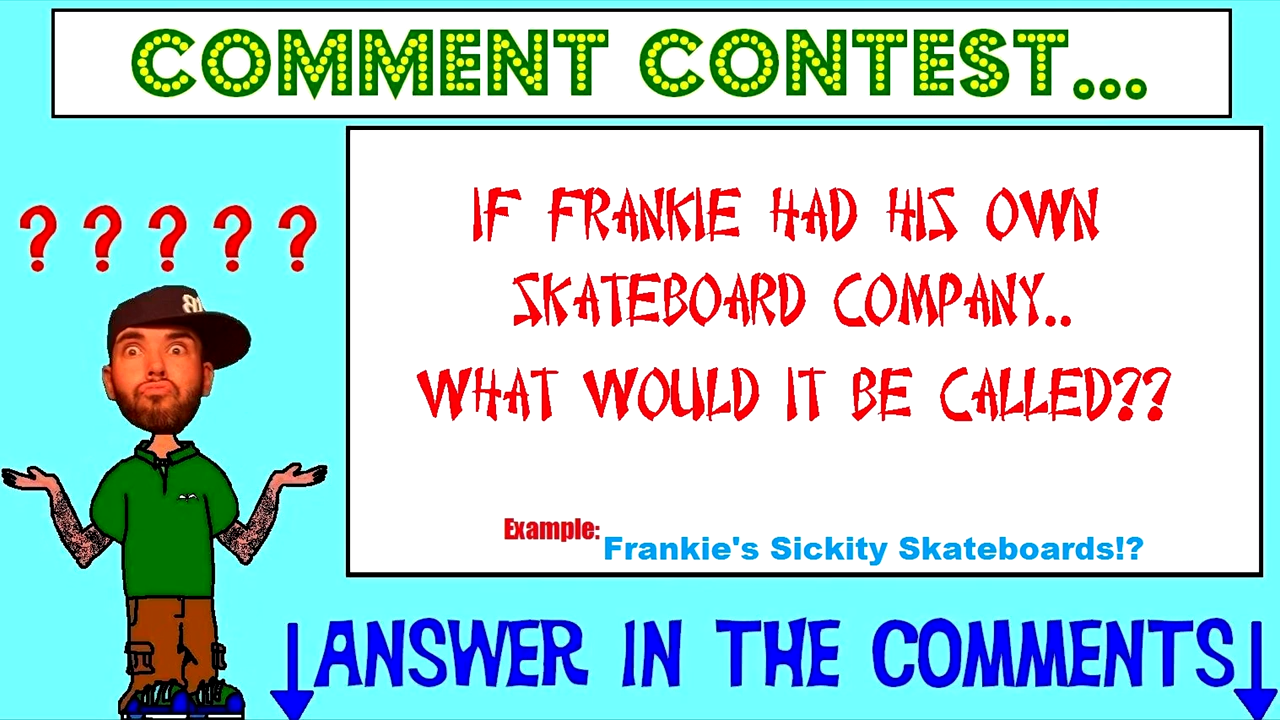 COMMENT CONTEST...
? ? ? ? ?
IF FRANKIE HAD HIS OWN
SKATEBOARD COMPANY..
WHAT WOULD IT BE CALLED??
Example: Frankie's Sickity Skateboards!?
ANSWER IN THE COMMENTS